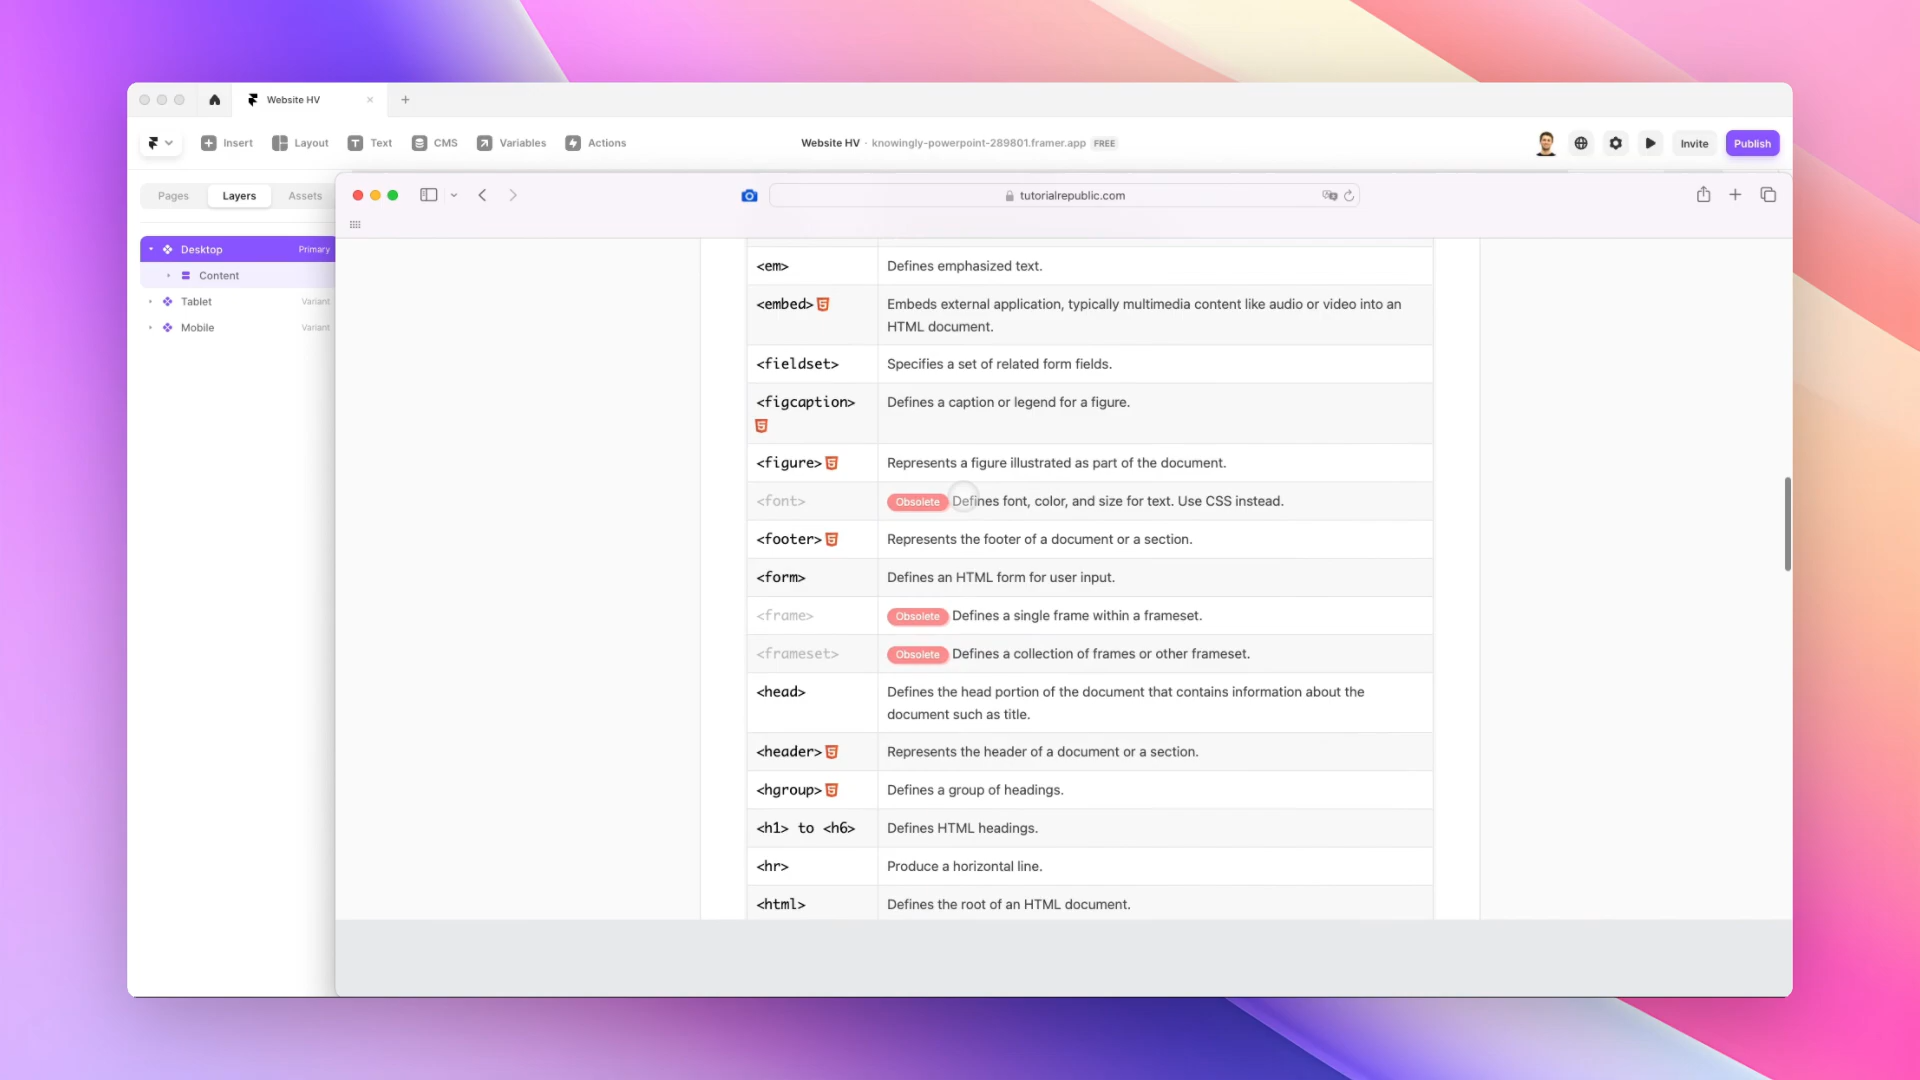 Website HV
Insert
Layout
Text
CMS
Variables
Actions
Website HV · knowingly-powerpoint-289801.framer.app FREE
Invite
Publish
Pages
Layers
Assets
tutorialrepublic.com
Desktop Primary
Content
Tablet Variant
Mobile Variant
<em> Defines emphasized text.
<embed> Embeds external application, typically multimedia content like audio or video into an
HTML document.
<fieldset> Specifies a set of related form fields.
<figcaption> Defines a caption or legend for a figure.
<figure> Represents a figure illustrated as part of the document.
<font> Obsolete Defines font, color, and size for text. Use CSS instead.
<footer> Represents the footer of a document or a section.
<form> Defines an HTML form for user input.
<frame> Obsolete Defines a single frame within a frameset.
<frameset> Obsolete Defines a collection of frames or other frameset.
<head> Defines the head portion of the document that contains information about the
document such as title.
<header> Represents the header of a document or a section.
<hgroup> Defines a group of headings.
<h1> to <h6> Defines HTML headings.
<hr> Produce a horizontal line.
<html> Defines the root of an HTML document.